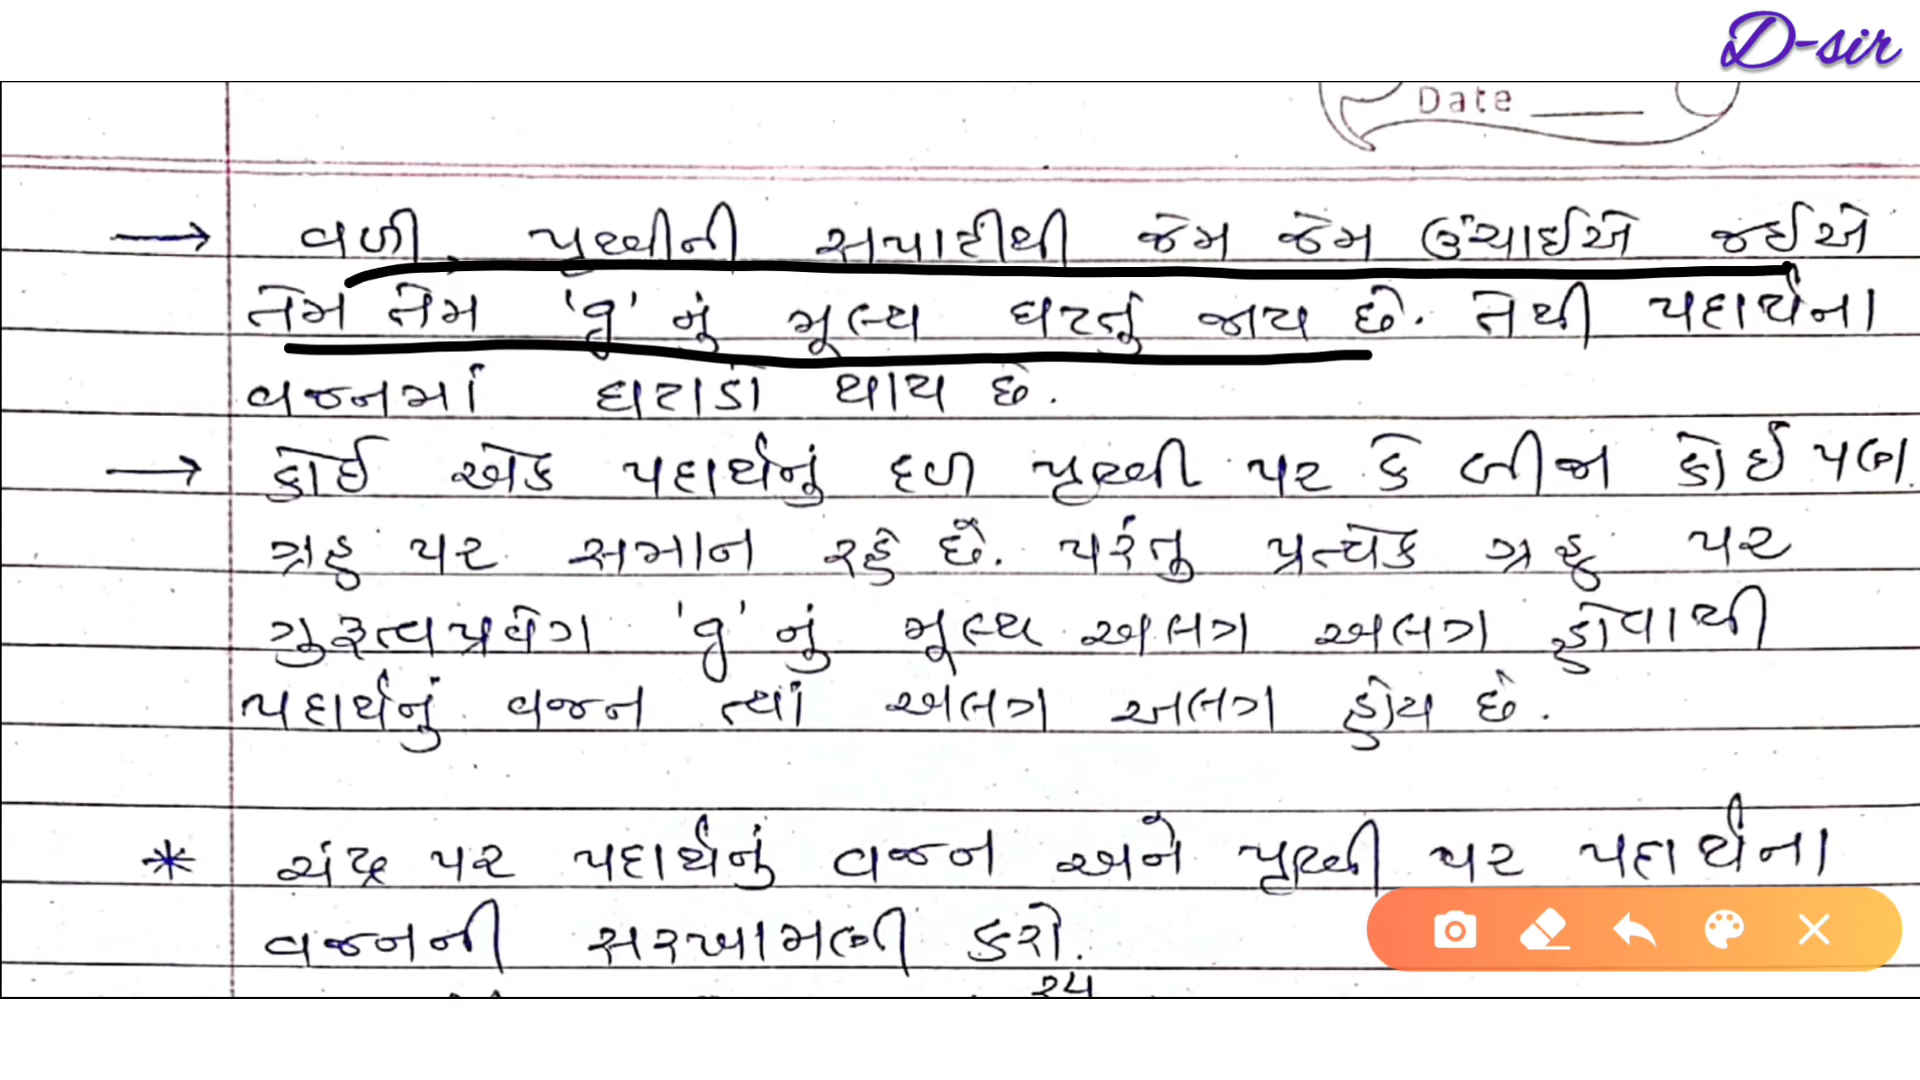 D-sir
Date
→ વળી પૃથ્વીની સપાટીથી જેમ જેમ ઉંચાઈએ જઈએ
તેમ તેમ 'g' નું મૂલ્ય ઘટતું જાય છે. તેથી પદાર્થના
વજનમાં ઘટાડો થાય છે.
→ કોઈ એક પદાર્થનું દળ પૃથ્વી પર કે બીજા કોઈ પણ
ગ્રહ પર સમાન રહે છે. પરંતુ પ્રત્યેક ગ્રહ પર
ગુરુત્વપ્રવેગ 'g' નું મૂલ્ય અલગ અલગ હોવાથી
પદાર્થનું વજન ત્યાં અલગ અલગ હોય છે.
* ચંદ્ર પર પદાર્થનું વજન અને પૃથ્વી પર પદાર્થના
વજનની સરખામણી કરો.